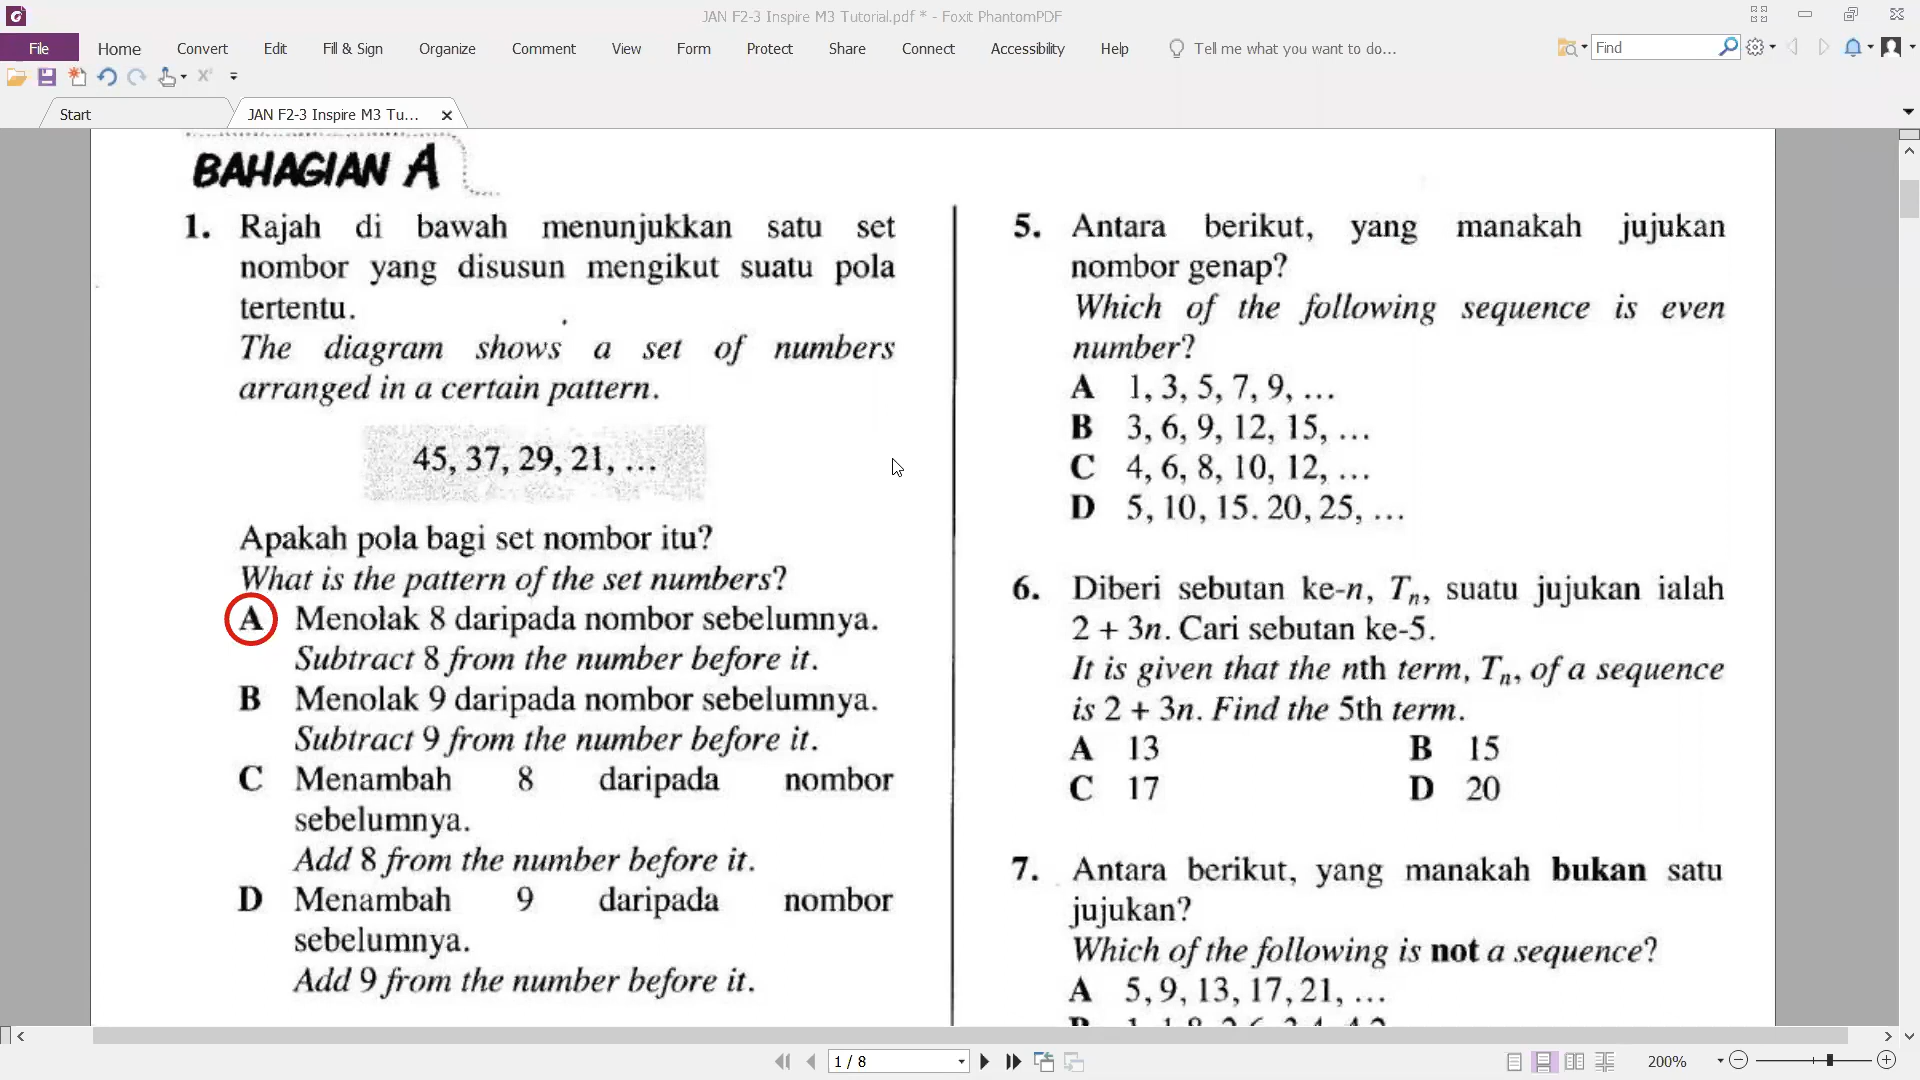 JAN F2-3 Inspire M3 Tutorial.pdf * - Foxit PhantomPDF
File Home Convert Edit Fill & Sign Organize Comment View Form Protect Share Connect Accessibility Help Tell me what you want to do... Find
Start JAN F2-3 Inspire M3 Tu...
BAHAGIAN A
1. Rajah di bawah menunjukkan satu set
nombor yang disusun mengikut suatu pola
tertentu.
The diagram shows a set of numbers
arranged in a certain pattern.
45, 37, 29, 21, ...
Apakah pola bagi set nombor itu?
What is the pattern of the set numbers?
A Menolak 8 daripada nombor sebelumnya.
Subtract 8 from the number before it.
B Menolak 9 daripada nombor sebelumnya.
Subtract 9 from the number before it.
C Menambah 8 daripada nombor
sebelumnya.
Add 8 from the number before it.
D Menambah 9 daripada nombor
sebelumnya.
Add 9 from the number before it.
5. Antara berikut, yang manakah jujukan
nombor genap?
Which of the following sequence is even
number?
A 1, 3, 5, 7, 9, ...
B 3, 6, 9, 12, 15, ...
C 4, 6, 8, 10, 12, ...
D 5, 10, 15. 20, 25, ...
6. Diberi sebutan ke-n, Tn, suatu jujukan ialah
2 + 3n. Cari sebutan ke-5.
It is given that the nth term, Tn, of a sequence
is 2 + 3n. Find the 5th term.
A 13 B 15
C 17 D 20
7. Antara berikut, yang manakah bukan satu
jujukan?
Which of the following is not a sequence?
A 5, 9, 13, 17, 21, ...
1 / 8
200%